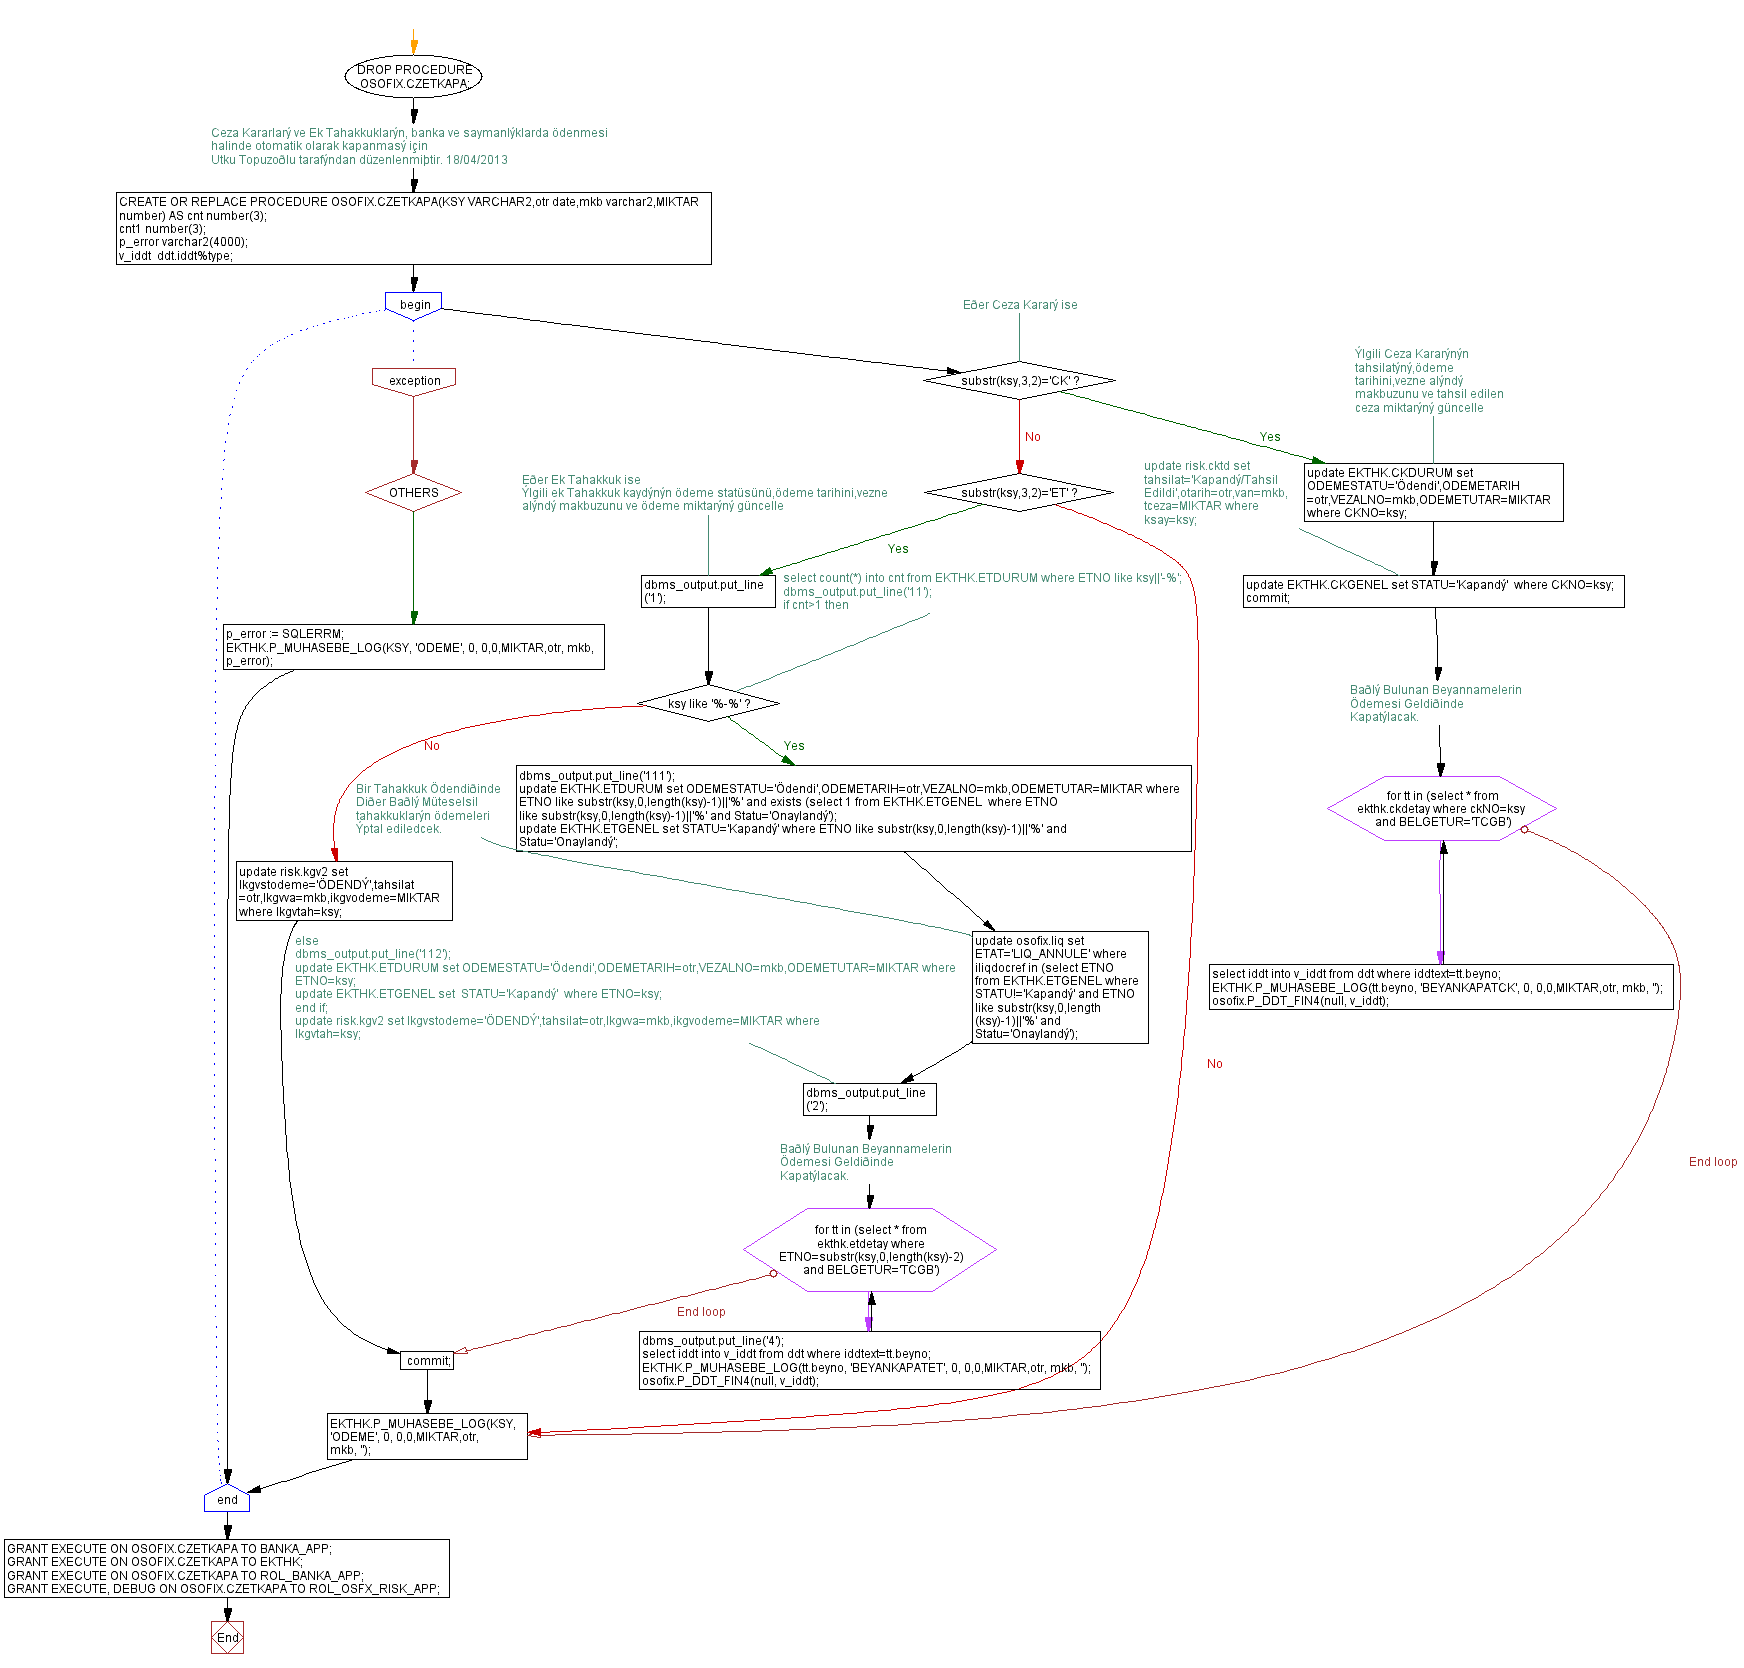 DROP PROCEDURE
OSOFIX.CZETKAPA;
Ceza Kararlarý ve Ek Tahakkuklarýn, banka ve saymanlýklarda ödenmesi
halinde otomatik olarak kapanmasý için
Utku Topuzoðlu tarafýndan düzenlenmiþtir. 18/04/2013
CREATE OR REPLACE PROCEDURE OSOFIX.CZETKAPA(KSY VARCHAR2,otr date,mkb varchar2,MIKTAR
number) AS cnt number(3);
cnt1 number(3);
p_error varchar2(4000);
v_iddt  ddt.iddt%type;
begin
Eðer Ceza Kararý ise
exception
substr(ksy,3,2)='CK' ?
Ýlgili Ceza Kararýnýn
tahsilatýný,ödeme
tarihini,vezne alýndý
makbuzunu ve tahsil edilen
ceza miktarýný güncelle
No
Yes
OTHERS
substr(ksy,3,2)='ET' ?
Eðer Ek Tahakkuk ise
Ýlgili ek Tahakkuk kaydýnýn ödeme statüsünü,ödeme tarihini,vezne
alýndý makbuzunu ve ödeme miktarýný güncelle
update risk.cktd set
tahsilat='Kapandý/Tahsil
Edildi',otarih=otr,van=mkb,
tceza=MIKTAR where
ksay=ksy;
update EKTHK.CKDURUM set
ODEMESTATU='Ödendi',ODEMETARIH
=otr,VEZALNO=mkb,ODEMETUTAR=MIKTAR
where CKNO=ksy;
Yes
dbms_output.put_line
('1');
select count(*) into cnt from EKTHK.ETDURUM where ETNO like ksy||'-%';
dbms_output.put_line('11');
if cnt>1 then
update EKTHK.CKGENEL set STATU='Kapandý'  where CKNO=ksy;
commit;
p_error := SQLERRM;
EKTHK.P_MUHASEBE_LOG(KSY, 'ODEME', 0, 0,0,MIKTAR,otr, mkb,
p_error);
ksy like '%-%' ?
Baðlý Bulunan Beyannamelerin
Ödemesi Geldiðinde
Kapatýlacak.
No
Yes
Bir Tahakkuk Ödendiðinde
Diðer Baðlý Müteselsil
tahakkuklarýn ödemeleri
Ýptal ediledcek.
dbms_output.put_line('111');
update EKTHK.ETDURUM set ODEMESTATU='Ödendi',ODEMETARIH=otr,VEZALNO=mkb,ODEMETUTAR=MIKTAR where
ETNO like substr(ksy,0,length(ksy)-1)||'%' and exists (select 1 from EKTHK.ETGENEL  where ETNO
like substr(ksy,0,length(ksy)-1)||'%' and Statu='Onaylandý');
update EKTHK.ETGENEL set STATU='Kapandý' where ETNO like substr(ksy,0,length(ksy)-1)||'%' and
Statu='Onaylandý';
for tt in (select * from
ekthk.ckdetay where ckNO=ksy
and BELGETUR='TCGB')
update risk.kgv2 set
lkgvstodeme='ÖDENDÝ',tahsilat
=otr,lkgvva=mkb,ikgvodeme=MIKTAR
where lkgvtah=ksy;
else
dbms_output.put_line('112');
update EKTHK.ETDURUM set ODEMESTATU='Ödendi',ODEMETARIH=otr,VEZALNO=mkb,ODEMETUTAR=MIKTAR where
ETNO=ksy;
update EKTHK.ETGENEL set  STATU='Kapandý'  where ETNO=ksy;
end if;
update risk.kgv2 set lkgvstodeme='ÖDENDÝ',tahsilat=otr,lkgvva=mkb,ikgvodeme=MIKTAR where
lkgvtah=ksy;
update osofix.liq set
ETAT='LIQ_ANNULE' where
iliqdocref in (select ETNO
from EKTHK.ETGENEL where
STATU!='Kapandý' and ETNO
like substr(ksy,0,length
(ksy)-1)||'%' and
Statu='Onaylandý');
select iddt into v_iddt from ddt where iddtext=tt.beyno;
EKTHK.P_MUHASEBE_LOG(tt.beyno, 'BEYANKAPATCK', 0, 0,0,MIKTAR,otr, mkb, '');
osofix.P_DDT_FIN4(null, v_iddt);
No
dbms_output.put_line
('2');
Baðlý Bulunan Beyannamelerin
Ödemesi Geldiðinde
Kapatýlacak.
End loop
for tt in (select * from
ekthk.etdetay where
ETNO=substr(ksy,0,length(ksy)-2)
and BELGETUR='TCGB')
End loop
dbms_output.put_line('4');
select iddt into v_iddt from ddt where iddtext=tt.beyno;
EKTHK.P_MUHASEBE_LOG(tt.beyno, 'BEYANKAPATET', 0, 0,0,MIKTAR,otr, mkb, '');
osofix.P_DDT_FIN4(null, v_iddt);
commit;
EKTHK.P_MUHASEBE_LOG(KSY,
'ODEME', 0, 0,0,MIKTAR,otr,
mkb, '');
end
GRANT EXECUTE ON OSOFIX.CZETKAPA TO BANKA_APP;
GRANT EXECUTE ON OSOFIX.CZETKAPA TO EKTHK;
GRANT EXECUTE ON OSOFIX.CZETKAPA TO ROL_BANKA_APP;
GRANT EXECUTE, DEBUG ON OSOFIX.CZETKAPA TO ROL_OSFX_RISK_APP;
End